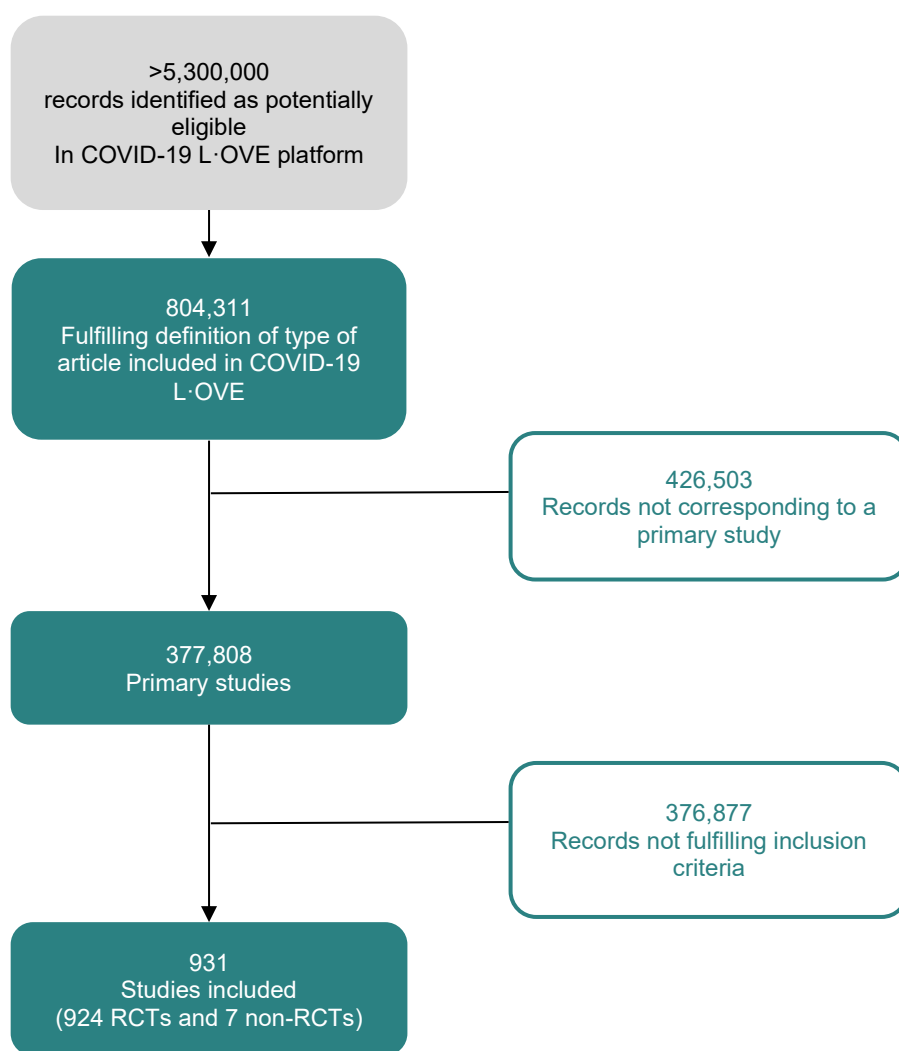 >5,300,000
records identified as potentially
eligible
In COVID-19 L·OVE platform
804,311
Fulfilling definition of type of
article included in COVID-19
L·OVE
426,503
Records not corresponding to a
primary study
377,808
Primary studies
376,877
Records not fulfilling inclusion
criteria
931
Studies included
(924 RCTs and 7 non-RCTs)